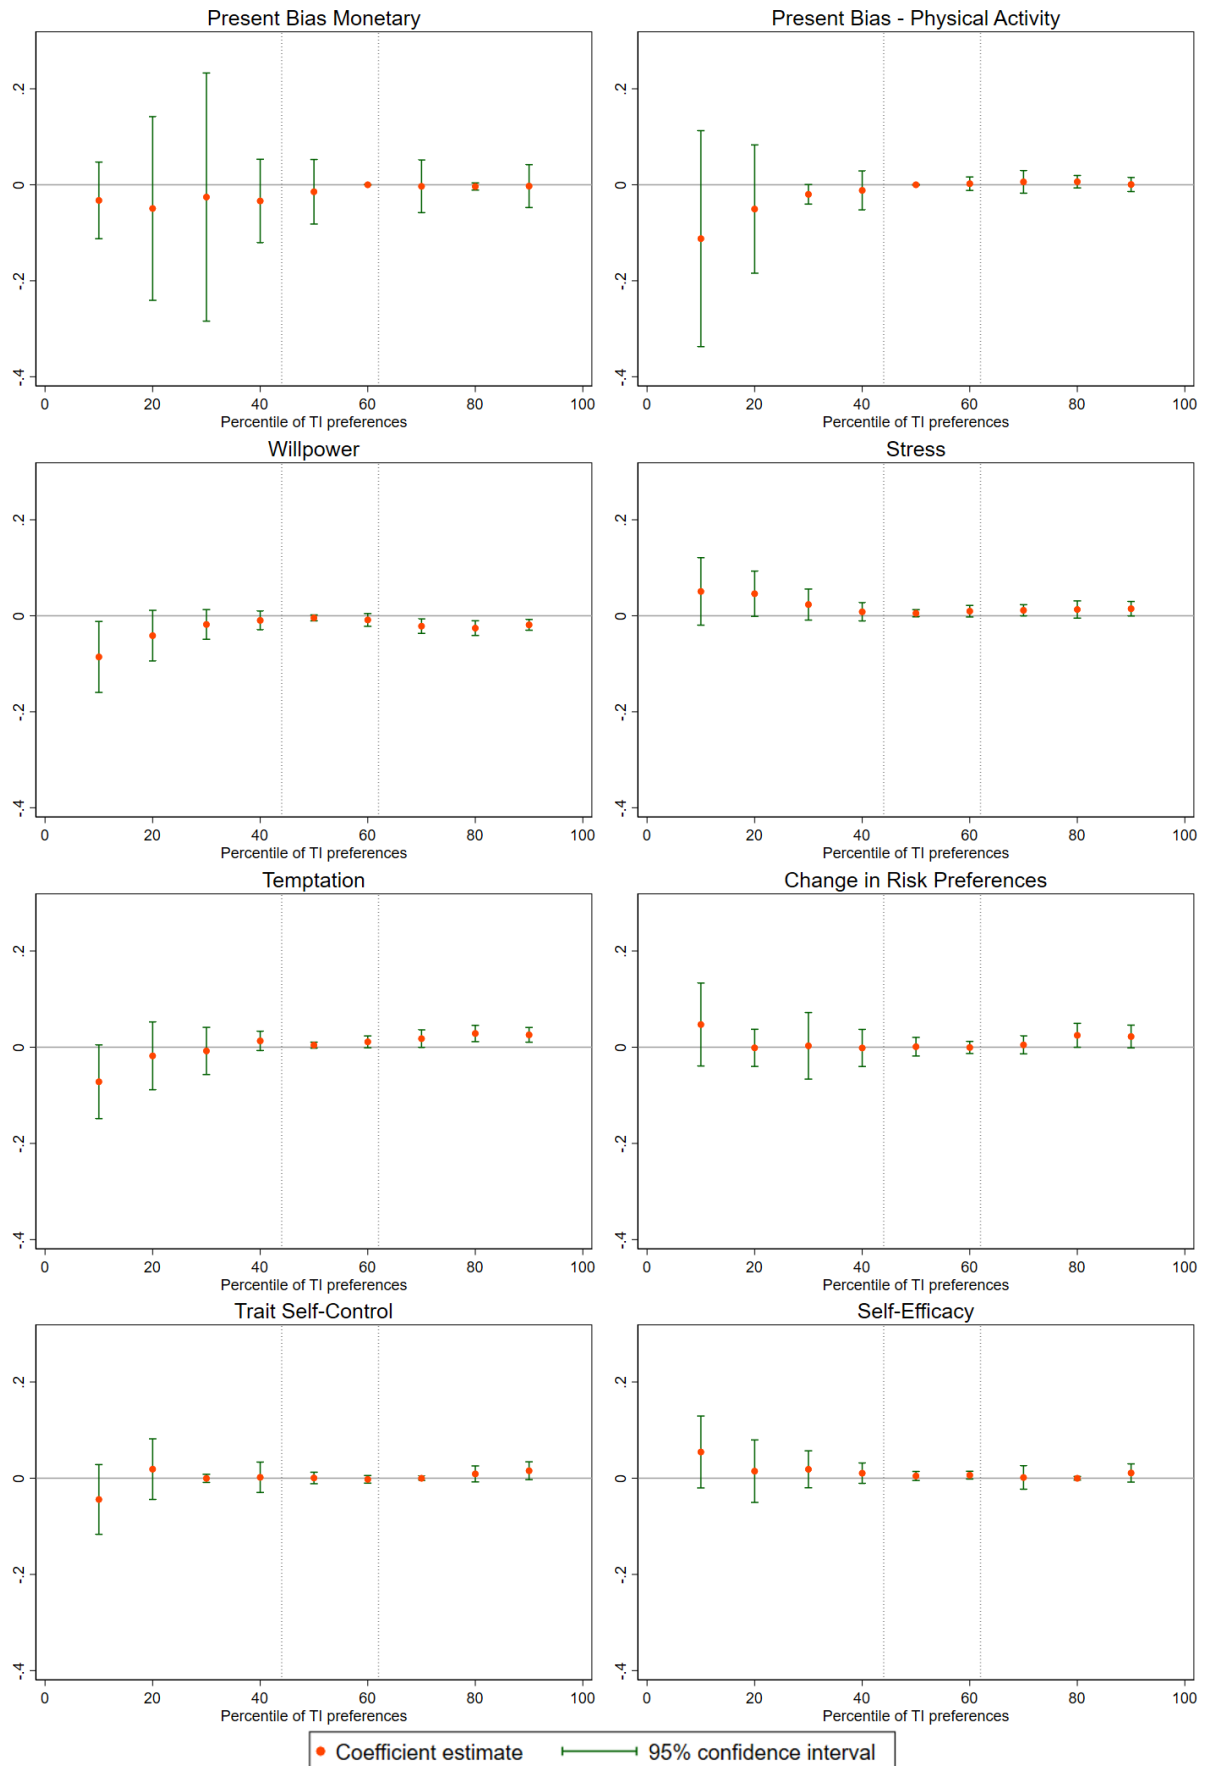 Present Bias Monetary
.2
0
-.2
-.4
0 20 40 60 80 100
Percentile of TI preferences
Present Bias - Physical Activity
.2
0
-.2
-.4
0 20 40 60 80 100
Percentile of TI preferences
Willpower
.2
0
-.2
-.4
0 20 40 60 80 100
Percentile of TI preferences
Stress
.2
0
-.2
-.4
0 20 40 60 80 100
Percentile of TI preferences
Temptation
.2
0
-.2
-.4
0 20 40 60 80 100
Percentile of TI preferences
Change in Risk Preferences
.2
0
-.2
-.4
0 20 40 60 80 100
Percentile of TI preferences
Trait Self-Control
.2
0
-.2
-.4
0 20 40 60 80 100
Percentile of TI preferences
Self-Efficacy
.2
0
-.2
-.4
0 20 40 60 80 100
Percentile of TI preferences
Coefficient estimate 95% confidence interval